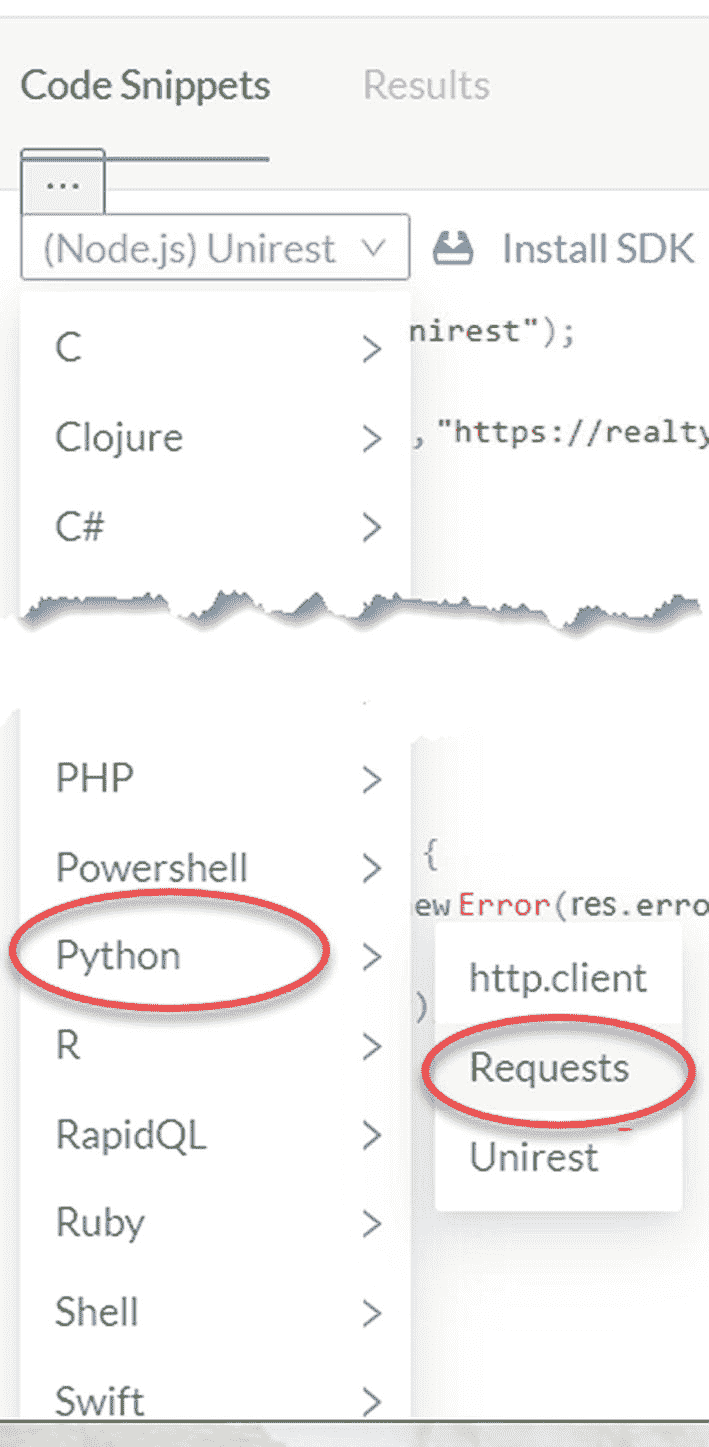 Code Snippets Results
...
(Node.js) Unirest Install SDK
C nirest");
Clojure , "https://realty
C#
PHP
Powershell {
ew Error(res.erro
Python http.client
)
R Requests
RapidQL Unirest
Ruby
Shell
Swift